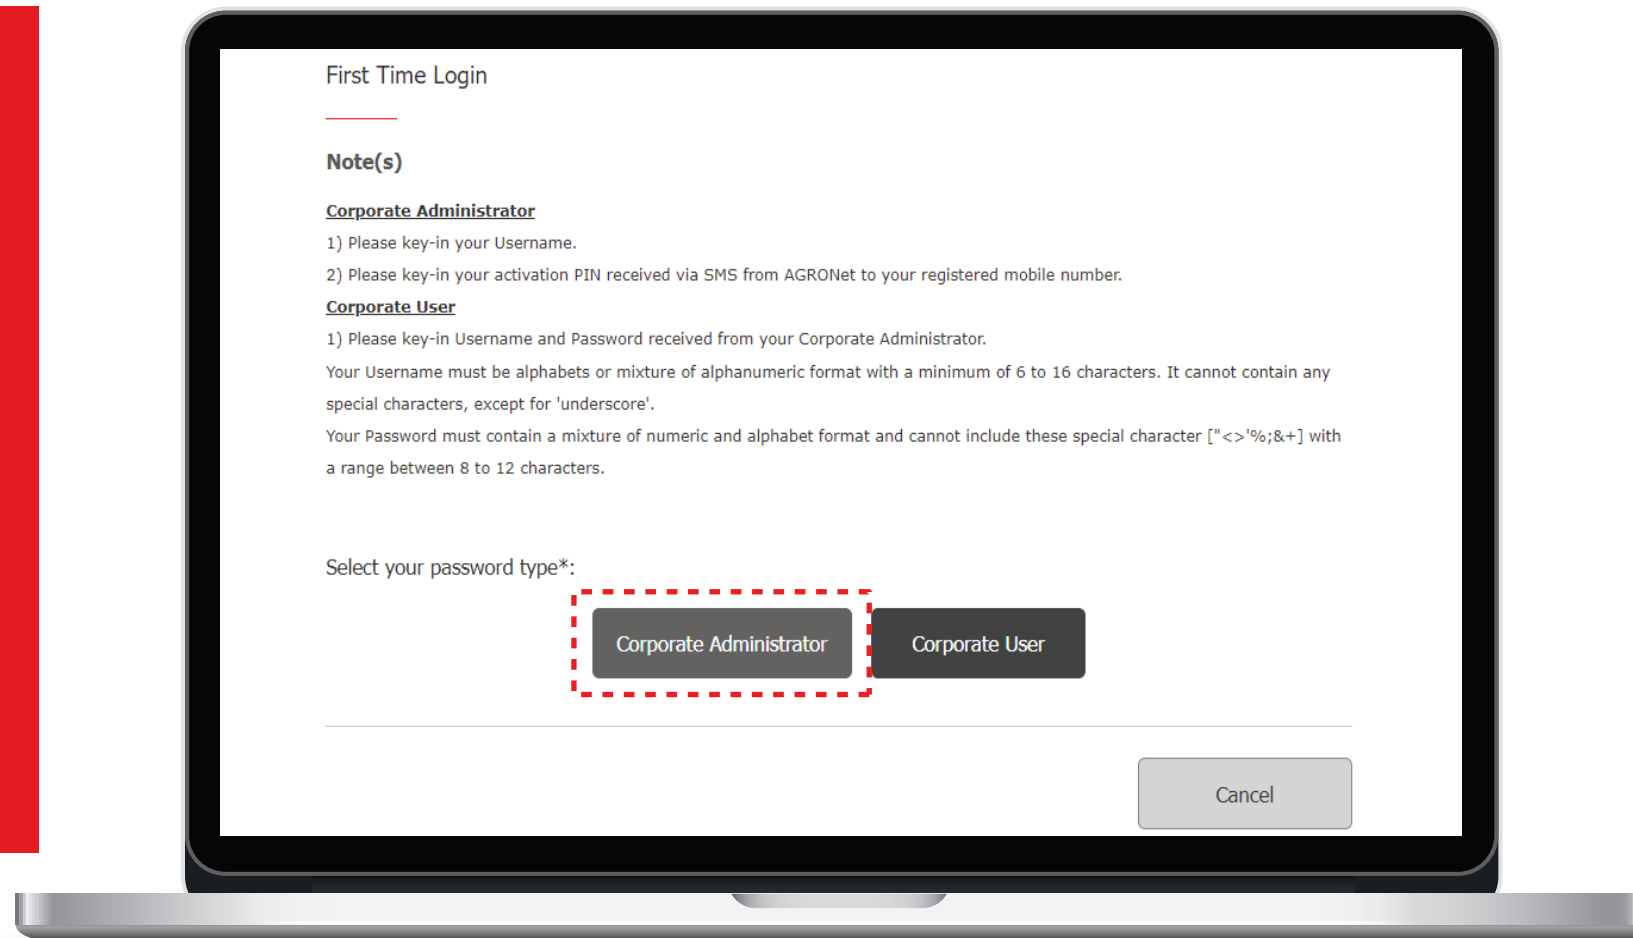 First Time Login
Note(s)
Corporate Administrator
1) Please key-in your Username.
2) Please key-in your activation PIN received via SMS from AGRONet to your registered mobile number.
Corporate User
1) Please key-in Username and Password received from your Corporate Administrator.
Your Username must be alphabets or mixture of alphanumeric format with a minimum of 6 to 16 characters. It cannot contain any
special characters, except for 'underscore'.
Your Password must contain a mixture of numeric and alphabet format and cannot include these special character ["<>'%;&+] with
a range between 8 to 12 characters.
Select your password type*:
Corporate Administrator Corporate User
Cancel